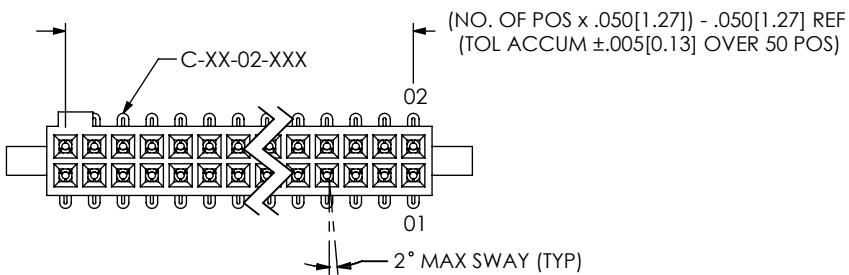 (NO. OF POS x .050[1.27]) - .050[1.27] REF
(TOL ACCUM ±.005[0.13] OVER 50 POS)
C-XX-02-XXX
02
01
2° MAX SWAY (TYP)